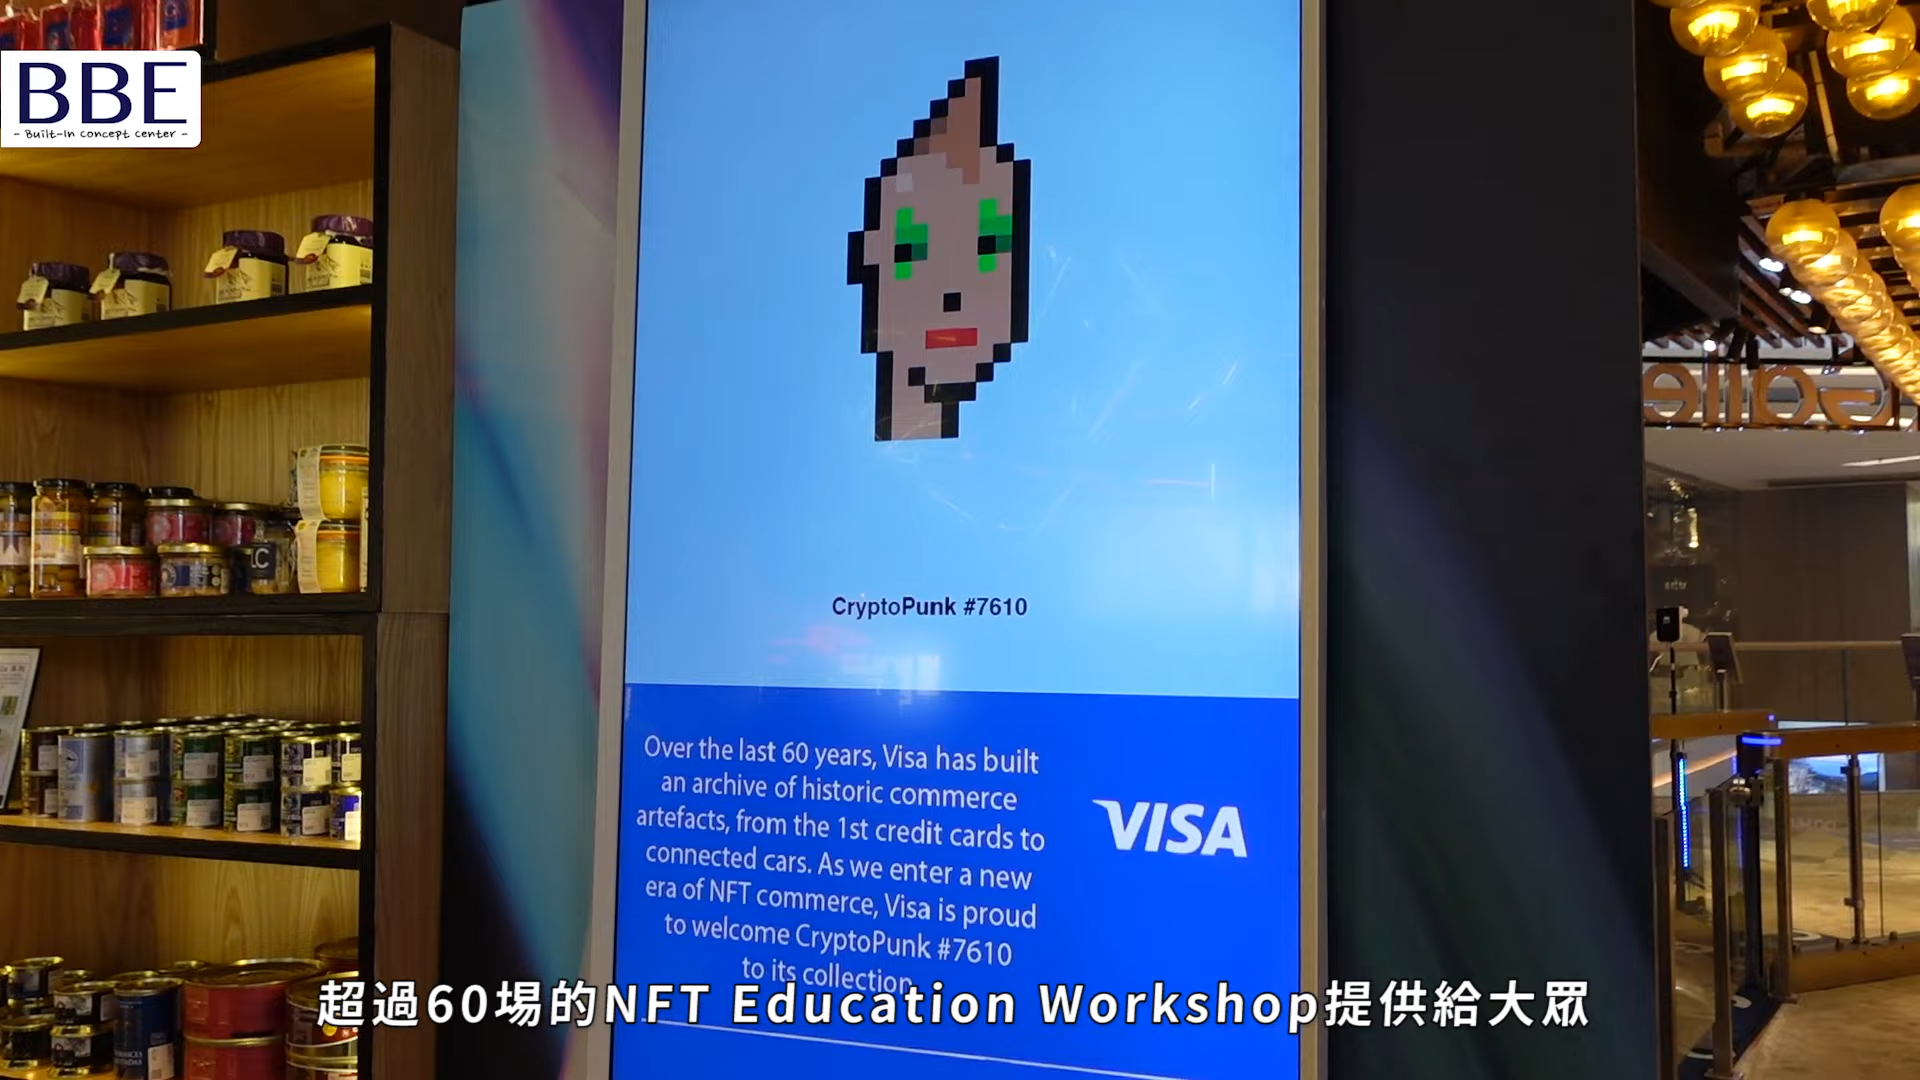 BBE
- Built-In concept center -
CryptoPunk #7610
Over the last 60 years, Visa has built
an archive of historic commerce
artefacts, from the 1st credit cards to
connected cars. As we enter a new
era of NFT commerce, Visa is proud
to welcome CryptoPunk #7610
to its collection
VISA
超過60場的NFT Education Workshop提供給大眾